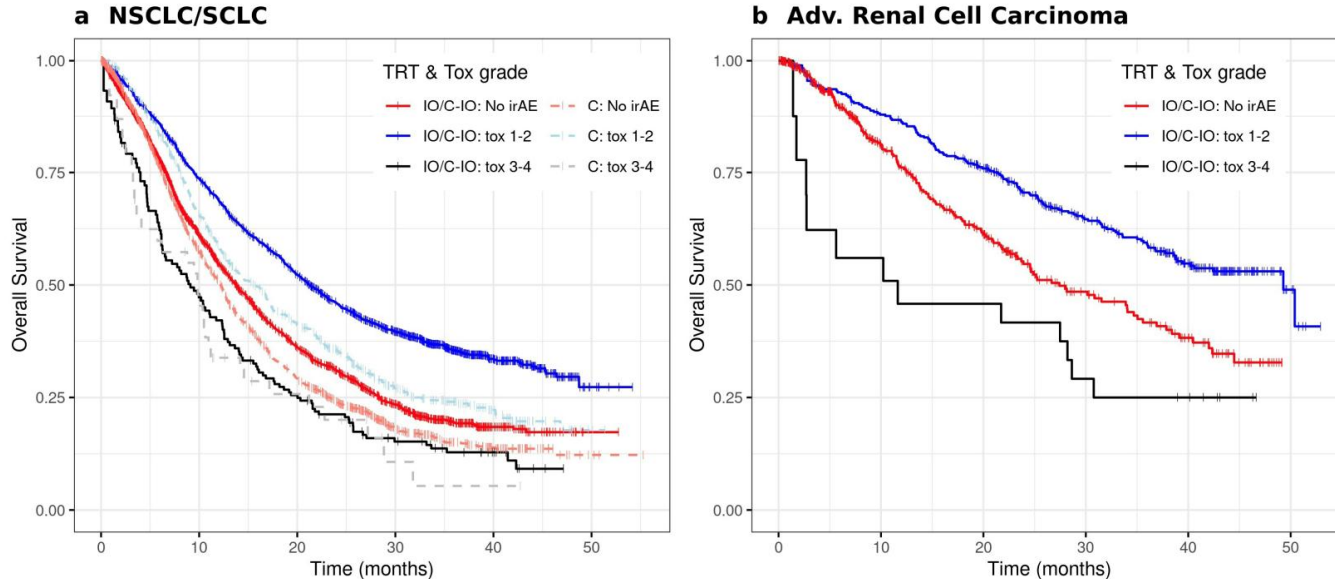 a NSCLC/SCLC
Overall Survival
1.00
0.75
0.50
0.25
0.00
TRT & Tox grade
IO/C-IO: No irAE C: No irAE
IO/C-IO: tox 1-2 C: tox 1-2
IO/C-IO: tox 3-4 C: tox 3-4
0 10 20 30 40 50
Time (months)
b Adv. Renal Cell Carcinoma
Overall Survival
1.00
0.75
0.50
0.25
0.00
TRT & Tox grade
IO/C-IO: No irAE IO/C-IO: tox 1-2
IO/C-IO: tox 3-4
0 10 20 30 40 50
Time (months)